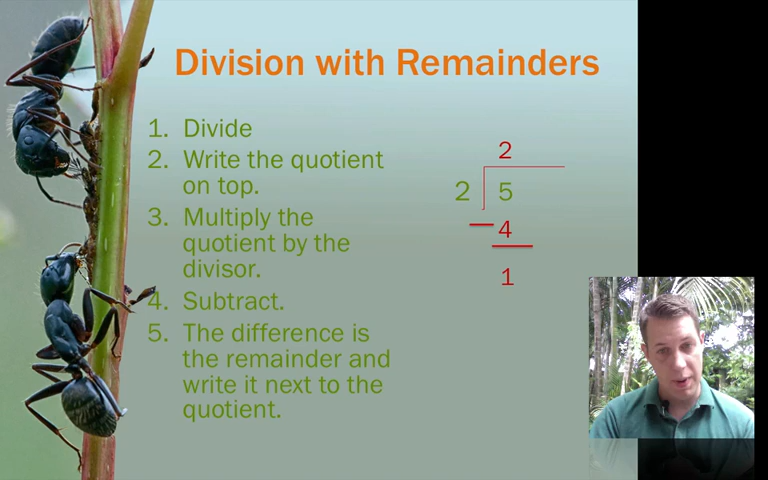 Division with Remainders
1. Divide
2. Write the quotient
on top.
3. Multiply the
quotient by the
divisor.
4. Subtract.
5. The difference is
the remainder and
write it next to the
quotient.
2
2 5
— 4
1